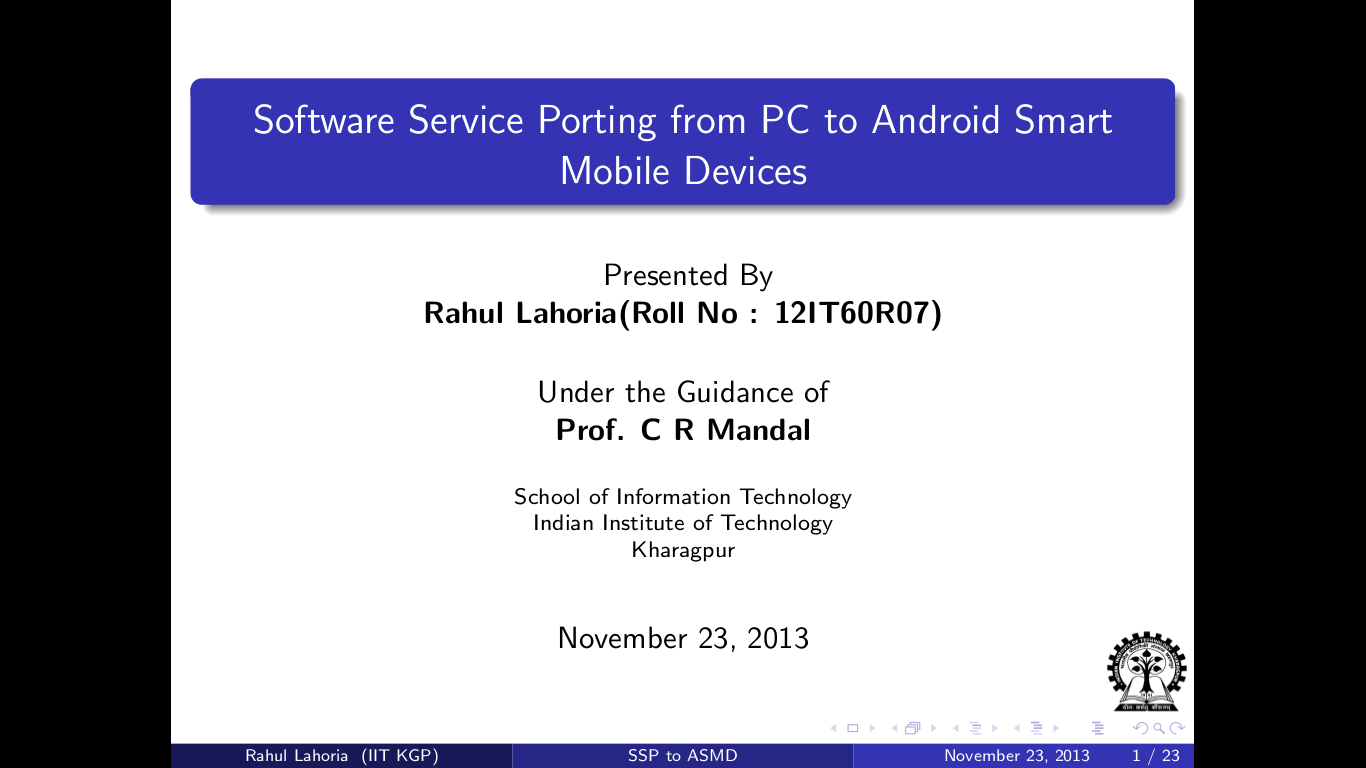 Software Service Porting from PC to Android Smart
Mobile Devices
Presented By
Rahul Lahoria(Roll No : 12IT60R07)
Under the Guidance of
Prof. C R Mandal
School of Information Technology
Indian Institute of Technology
Kharagpur
November 23, 2013
Rahul Lahoria (IIT KGP)
SSP to ASMD
November 23, 2013
1 / 23